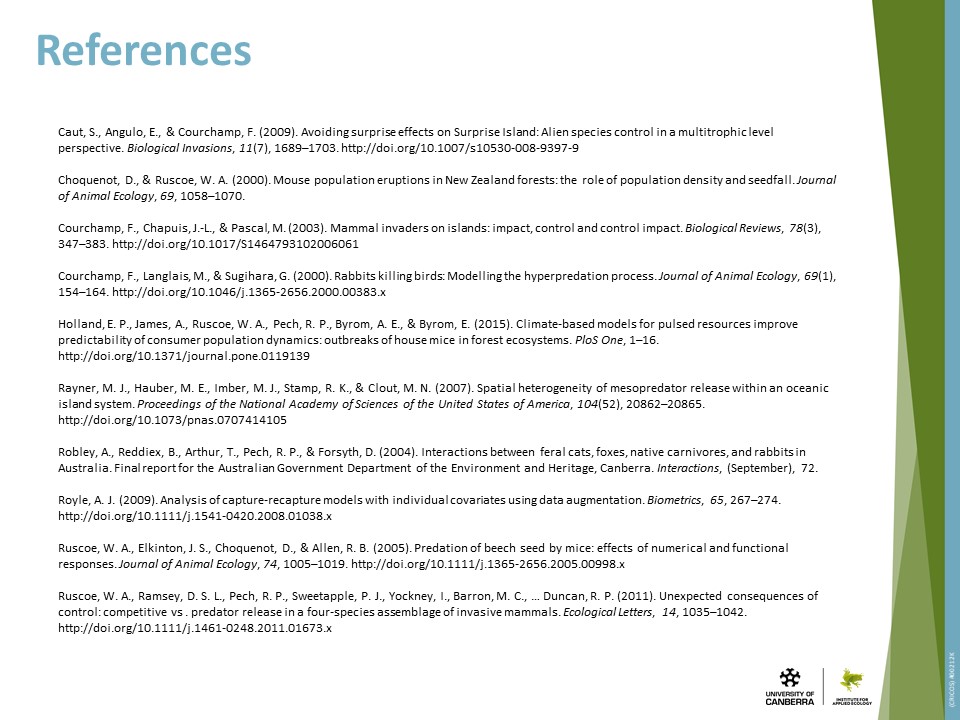 References
Caut, S., Angulo, E., & Courchamp, F. (2009). Avoiding surprise effects on Surprise Island: Alien species control in a multitrophic level
perspective. Biological Invasions, 11(7), 1689–1703. http://doi.org/10.1007/s10530-008-9397-9
Choquenot, D., & Ruscoe, W. A. (2000). Mouse population eruptions in New Zealand forests: the role of population density and seedfall. Journal
of Animal Ecology, 69, 1058–1070.
Courchamp, F., Chapuis, J.-L., & Pascal, M. (2003). Mammal invaders on islands: impact, control and control impact. Biological Reviews, 78(3),
347–383. http://doi.org/10.1017/S1464793102006061
Courchamp, F., Langlais, M., & Sugihara, G. (2000). Rabbits killing birds: Modelling the hyperpredation process. Journal of Animal Ecology, 69(1),
154–164. http://doi.org/10.1046/j.1365-2656.2000.00383.x
Holland, E. P., James, A., Ruscoe, W. A., Pech, R. P., Byrom, A. E., & Byrom, E. (2015). Climate-based models for pulsed resources improve
predictability of consumer population dynamics: outbreaks of house mice in forest ecosystems. PloS One, 1–16.
http://doi.org/10.1371/journal.pone.0119139
Rayner, M. J., Hauber, M. E., Imber, M. J., Stamp, R. K., & Clout, M. N. (2007). Spatial heterogeneity of mesopredator release within an oceanic
island system. Proceedings of the National Academy of Sciences of the United States of America, 104(52), 20862–20865.
http://doi.org/10.1073/pnas.0707414105
Robley, A., Reddiex, B., Arthur, T., Pech, R. P., & Forsyth, D. (2004). Interactions between feral cats, foxes, native carnivores, and rabbits in
Australia. Final report for the Australian Government Department of the Environment and Heritage, Canberra. Interactions, (September), 72.
Royle, A. J. (2009). Analysis of capture-recapture models with individual covariates using data augmentation. Biometrics, 65, 267–274.
http://doi.org/10.1111/j.1541-0420.2008.01038.x
Ruscoe, W. A., Elkinton, J. S., Choquenot, D., & Allen, R. B. (2005). Predation of beech seed by mice: effects of numerical and functional
responses. Journal of Animal Ecology, 74, 1005–1019. http://doi.org/10.1111/j.1365-2656.2005.00998.x
Ruscoe, W. A., Ramsey, D. S. L., Pech, R. P., Sweetapple, P. J., Yockney, I., Barron, M. C., … Duncan, R. P. (2011). Unexpected consequences of
control: competitive vs . predator release in a four-species assemblage of invasive mammals. Ecological Letters, 14, 1035–1042.
http://doi.org/10.1111/j.1461-0248.2011.01673.x
UNIVERSITY OF
CANBERRA
INSTITUTE FOR
APPLIED ECOLOGY